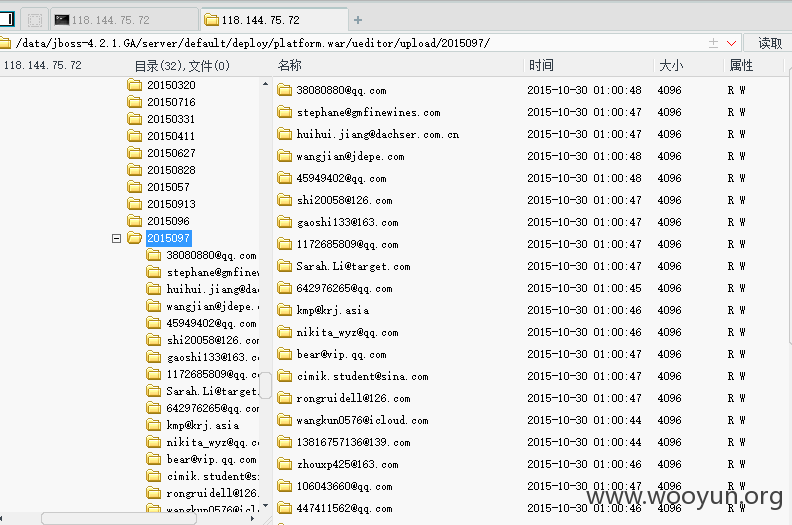 118.144.75.72
118.144.75.72
/data/jboss-4.2.1.GA/server/default/deploy/platform.war/ueditor/upload/2015097/
读取
118.144.75.72
目录(32),文件(0)
名称 时间 大小 属性
20150320
20150716
20150331
20150411
20150627
20150828
2015057
20150913
2015096
2015097
38080880@qq.com
stephane@gmfinew
huihui.jiang@da
wangjian@jdepe.
45949402@qq.com
shi20058@126.com
gaoshi133@163.co
1172685809@qq.co
Sarah.Li@target.
642976265@qq.com
kmp@krj.asia
nikita_wyz@qq.co
bear@vip.qq.com
cimik.student@s
rongruidell@126.
wangkun0576@icl
38080880@qq.com 2015-10-30 01:00:48 4096 R W
stephane@gmfinewines.com 2015-10-30 01:00:47 4096 R W
huihui.jiang@dachser.com.cn 2015-10-30 01:00:47 4096 R W
wangjian@jdepe.com 2015-10-30 01:00:48 4096 R W
45949402@qq.com 2015-10-30 01:00:48 4096 R W
shi20058@126.com 2015-10-30 01:00:47 4096 R W
gaoshi133@163.com 2015-10-30 01:00:47 4096 R W
1172685809@qq.com 2015-10-30 01:00:47 4096 R W
Sarah.Li@target.com 2015-10-30 01:00:47 4096 R W
642976265@qq.com 2015-10-30 01:00:45 4096 R W
kmp@krj.asia 2015-10-30 01:00:46 4096 R W
nikita_wyz@qq.com 2015-10-30 01:00:46 4096 R W
bear@vip.qq.com 2015-10-30 01:00:47 4096 R W
cimik.student@sina.com 2015-10-30 01:00:47 4096 R W
rongruidell@126.com 2015-10-30 01:00:47 4096 R W
wangkun0576@icloud.com 2015-10-30 01:00:44 4096 R W
13816757136@139.com 2015-10-30 01:00:44 4096 R W
zhouxp425@163.com 2015-10-30 01:00:46 4096 R W
106043660@qq.com 2015-10-30 01:00:47 4096 R W
447411562@qq.com 2015-10-30 01:00:46 4096 R W
www.wooyun.org